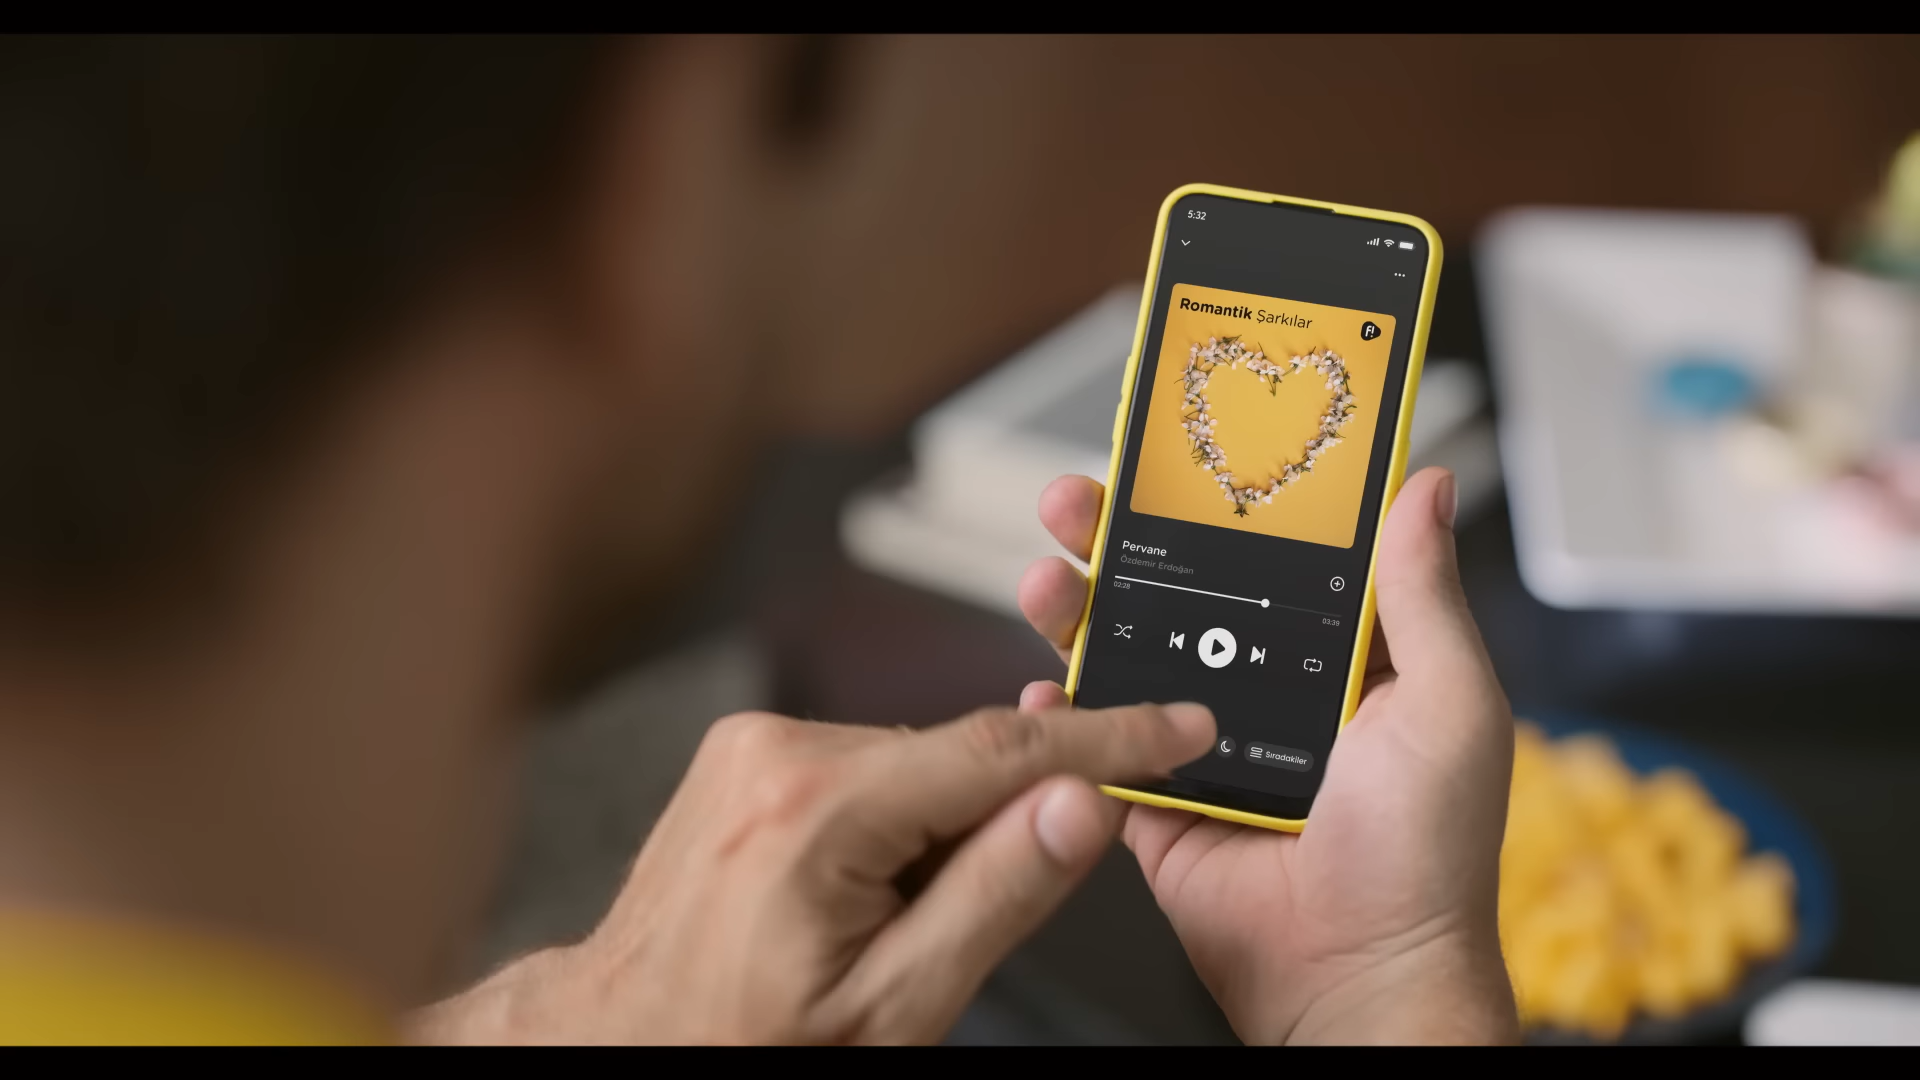 5:32
Romantik Şarkılar
F!
Pervane
Özdemir Erdoğan
02:28
03:39
Sıradakiler